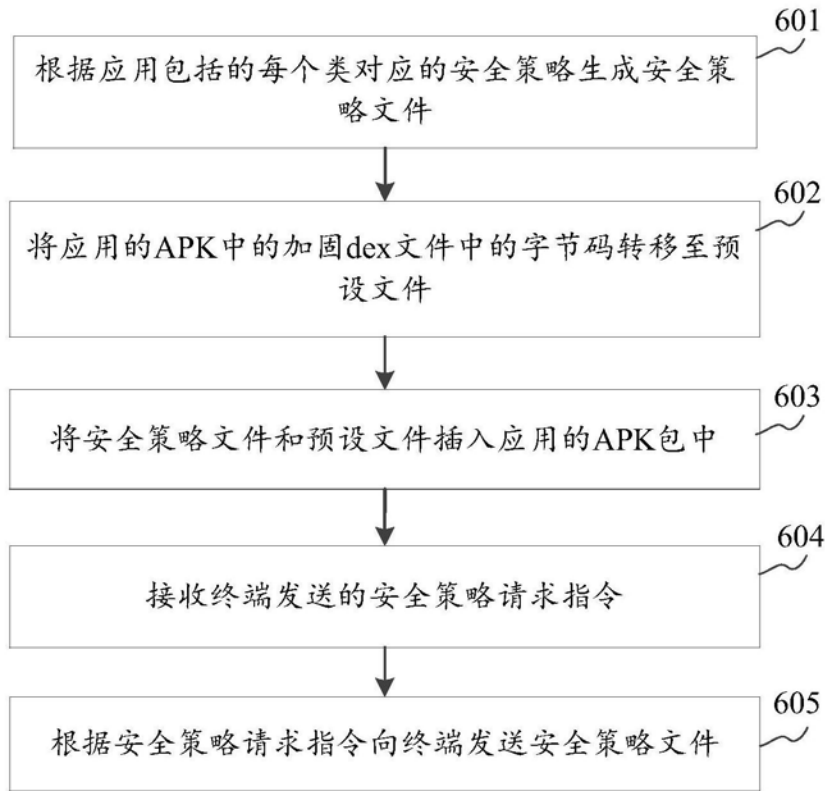 601
根据应用包括的每个类对应的安全策略生成安全策
略文件
602
将应用的APK中的加固dex文件中的字节码转移至预
设文件
603
将安全策略文件和预设文件插入应用的APK包中
604
接收终端发送的安全策略请求指令
605
根据安全策略请求指令向终端发送安全策略文件